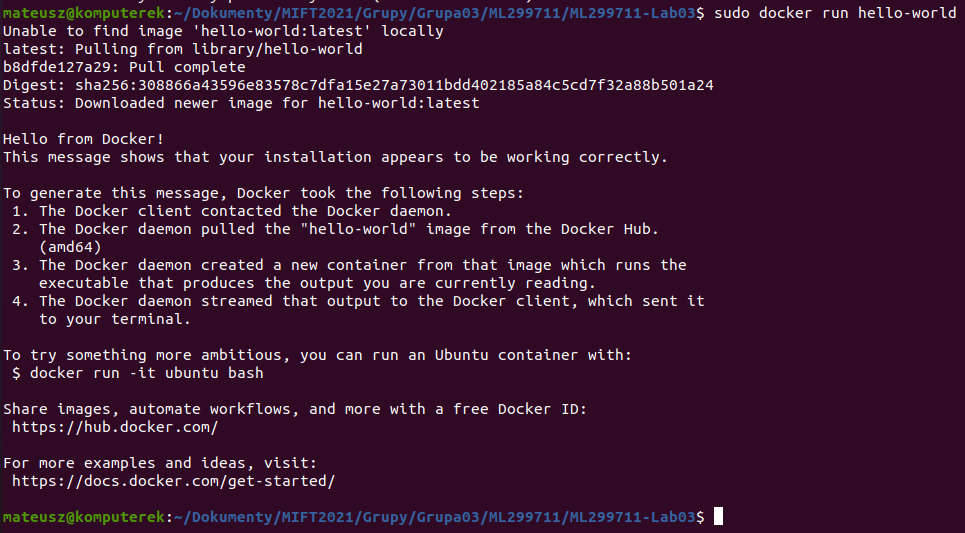 mateusz@komputerek:~/Dokumenty/MIFT2021/Grupy/Grupa03/ML299711/ML299711-Lab03$ sudo docker run hello-world
Unable to find image 'hello-world:latest' locally
latest: Pulling from library/hello-world
b8dfde127a29: Pull complete
Digest: sha256:308866a43596e83578c7dfa15e27a73011bdd402185a84c5cd7f32a88b501a24
Status: Downloaded newer image for hello-world:latest

Hello from Docker!
This message shows that your installation appears to be working correctly.

To generate this message, Docker took the following steps:
 1. The Docker client contacted the Docker daemon.
 2. The Docker daemon pulled the "hello-world" image from the Docker Hub.
    (amd64)
 3. The Docker daemon created a new container from that image which runs the
    executable that produces the output you are currently reading.
 4. The Docker daemon streamed that output to the Docker client, which sent it
    to your terminal.

To try something more ambitious, you can run an Ubuntu container with:
 $ docker run -it ubuntu bash

Share images, automate workflows, and more with a free Docker ID:
 https://hub.docker.com/

For more examples and ideas, visit:
 https://docs.docker.com/get-started/

mateusz@komputerek:~/Dokumenty/MIFT2021/Grupy/Grupa03/ML299711/ML299711-Lab03$